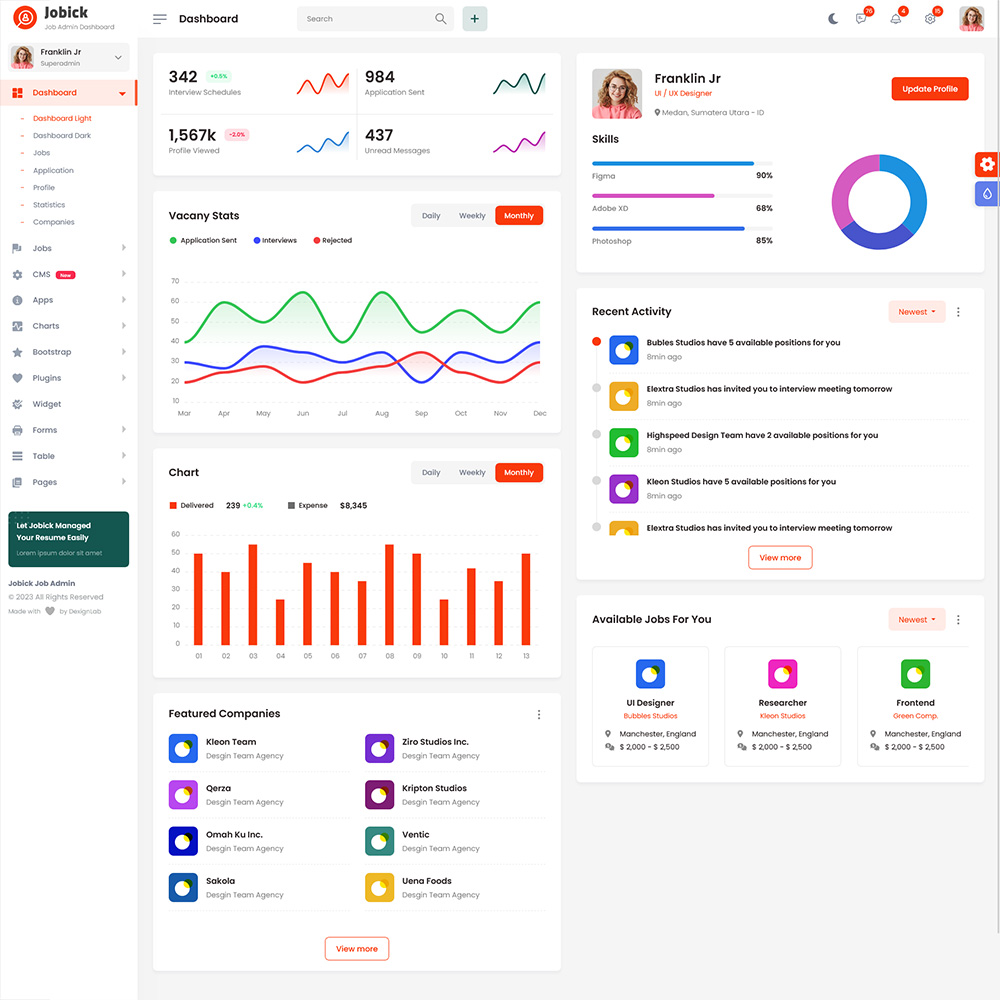 Jobick
Job Admin Dashboard
Dashboard
Search
+
76
4
15
Franklin Jr
Superadmin
Dashboard
Dashboard Light
Dashboard Dark
Jobs
Application
Profile
Statistics
Companies
Jobs
CMS New
Apps
Charts
Bootstrap
Plugins
Widget
Forms
Table
Pages
Let Jobick Managed
Your Resume Easily
Lorem ipsum dolor sit amet
Jobick Job Admin
© 2023 All Rights Reserved
Made with by DexignLab
342 +0.5%
Interview Schedules
984
Application Sent
1,567k -2.0%
Profile Viewed
437
Unread Messages
Vacany Stats
Daily Weekly Monthly
Application Sent Interviews Rejected
70
60
50
40
30
20
10
Mar Apr May Jun Jul Aug Sep Oct Nov Dec
Chart
Daily Weekly Monthly
Delivered 239 +0.4% Expense $8,345
60
50
40
30
20
10
0
01 02 03 04 05 06 07 08 09 10 11 12 13
Featured Companies
Kleon Team
Desgin Team Agency
Ziro Studios Inc.
Desgin Team Agency
Qerza
Desgin Team Agency
Kripton Studios
Desgin Team Agency
Omah Ku Inc.
Desgin Team Agency
Ventic
Desgin Team Agency
Sakola
Desgin Team Agency
Uena Foods
Desgin Team Agency
View more
Franklin Jr
UI / UX Designer
Medan, Sumatera Utara - ID
Update Profile
Skills
Figma 90%
Adobe XD 68%
Photoshop 85%
Recent Activity
Newest
Bubles Studios have 5 available positions for you
8min ago
Elextra Studios has invited you to interview meeting tomorrow
8min ago
Highspeed Design Team have 2 available positions for you
8min ago
Kleon Studios have 5 available positions for you
8min ago
Elextra Studios has invited you to interview meeting tomorrow
View more
Available Jobs For You
Newest
UI Designer
Bubbles Studios
Manchester, England
$ 2,000 - $ 2,500
Researcher
Kleon Studios
Manchester, England
$ 2,000 - $ 2,500
Frontend
Green Comp.
Manchester, England
$ 2,000 - $ 2,500